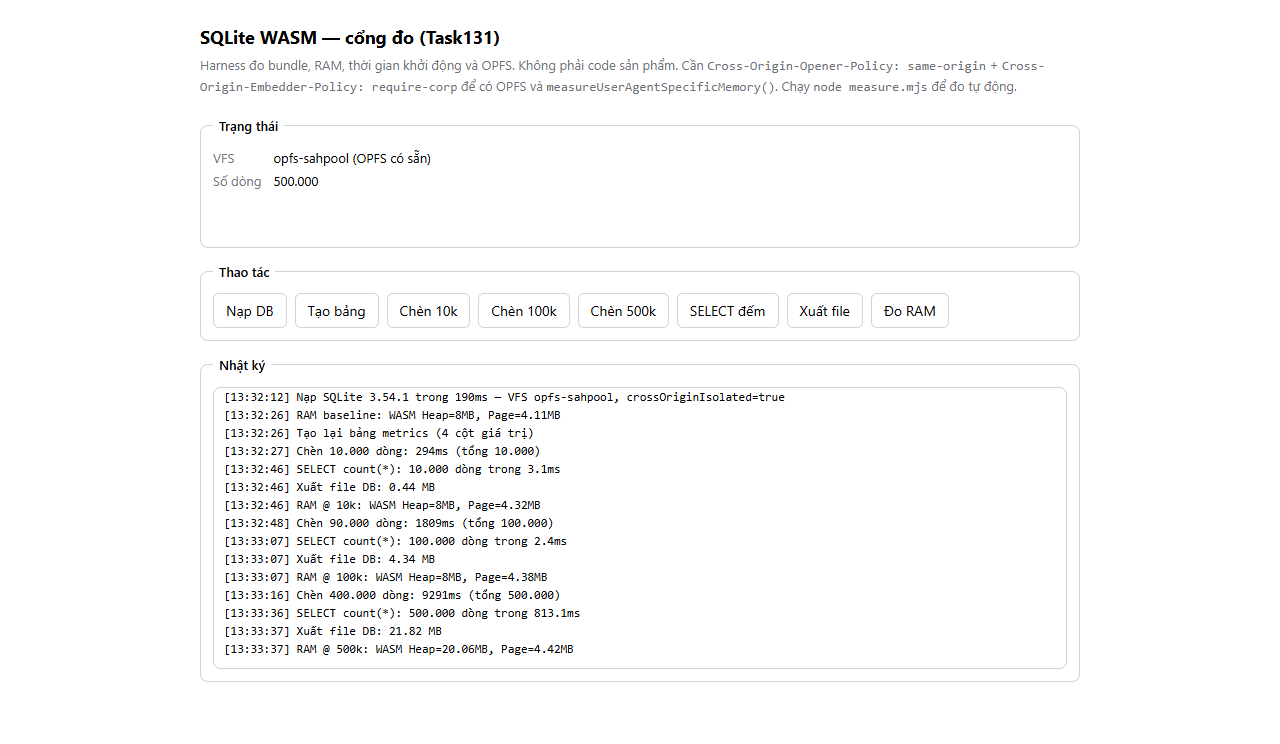 SQLite WASM — cổng đo (Task131)
Harness đo bundle, RAM, thời gian khởi động và OPFS. Không phải code sản phẩm. Cần Cross-Origin-Opener-Policy: same-origin + Cross-
Origin-Embedder-Policy: require-corp để có OPFS và measureUserAgentSpecificMemory(). Chạy node measure.mjs để đo tự động.
Trạng thái
VFS opfs-sahpool (OPFS có sẵn)
Số dòng 500.000
Thao tác
Nạp DB Tạo bảng Chèn 10k Chèn 100k Chèn 500k SELECT đếm Xuất file Đo RAM
Nhật ký
[13:32:12] Nạp SQLite 3.54.1 trong 190ms — VFS opfs-sahpool, crossOriginIsolated=true
[13:32:26] RAM baseline: WASM Heap=8MB, Page=4.11MB
[13:32:26] Tạo lại bảng metrics (4 cột giá trị)
[13:32:27] Chèn 10.000 dòng: 294ms (tổng 10.000)
[13:32:46] SELECT count(*): 10.000 dòng trong 3.1ms
[13:32:46] Xuất file DB: 0.44 MB
[13:32:46] RAM @ 10k: WASM Heap=8MB, Page=4.32MB
[13:32:48] Chèn 90.000 dòng: 1809ms (tổng 100.000)
[13:33:07] SELECT count(*): 100.000 dòng trong 2.4ms
[13:33:07] Xuất file DB: 4.34 MB
[13:33:07] RAM @ 100k: WASM Heap=8MB, Page=4.38MB
[13:33:16] Chèn 400.000 dòng: 9291ms (tổng 500.000)
[13:33:36] SELECT count(*): 500.000 dòng trong 813.1ms
[13:33:37] Xuất file DB: 21.82 MB
[13:33:37] RAM @ 500k: WASM Heap=20.06MB, Page=4.42MB